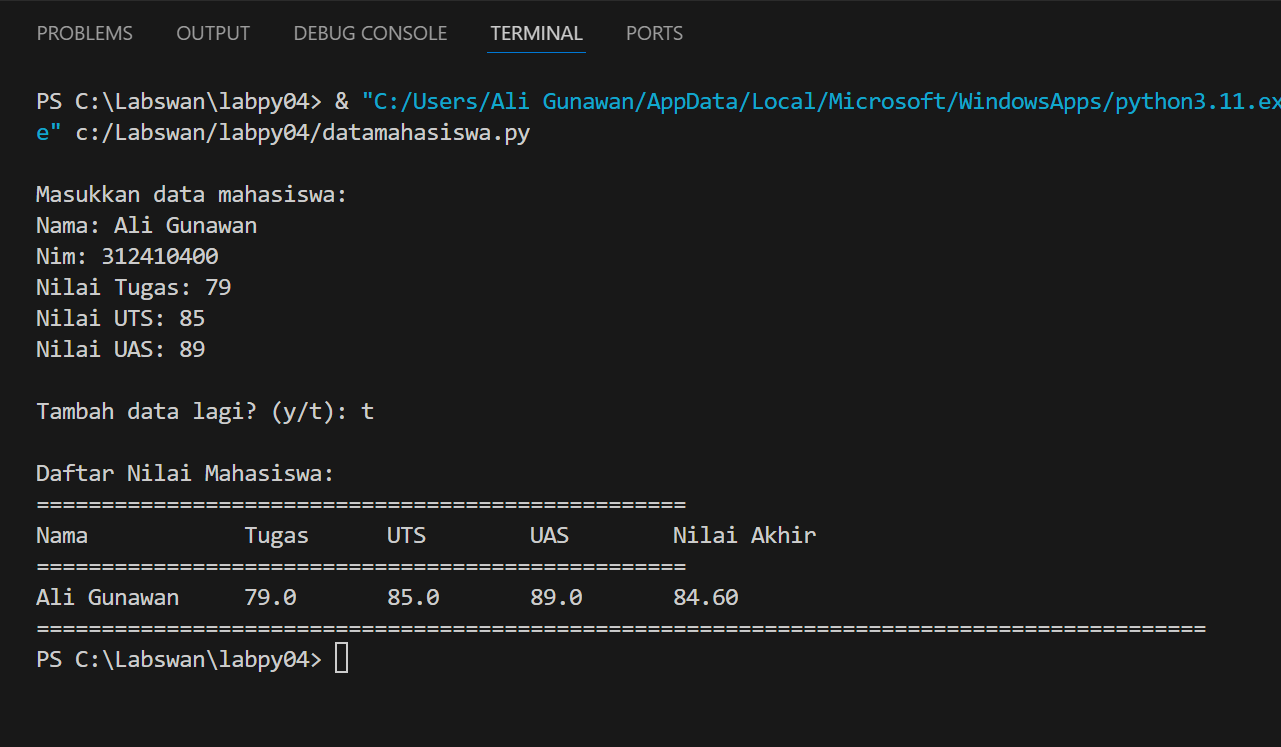 PROBLEMS OUTPUT DEBUG CONSOLE TERMINAL PORTS
PS C:\Labswan\labpy04> & "C:/Users/Ali Gunawan/AppData/Local/Microsoft/WindowsApps/python3.11.ex
e" c:/Labswan/labpy04/datamahasiswa.py
Masukkan data mahasiswa:
Nama: Ali Gunawan
Nim: 312410400
Nilai Tugas: 79
Nilai UTS: 85
Nilai UAS: 89
Tambah data lagi? (y/t): t
Daftar Nilai Mahasiswa:
==================================================
Nama Tugas UTS UAS Nilai Akhir
==================================================
Ali Gunawan 79.0 85.0 89.0 84.60
==========================================================================================
PS C:\Labswan\labpy04>